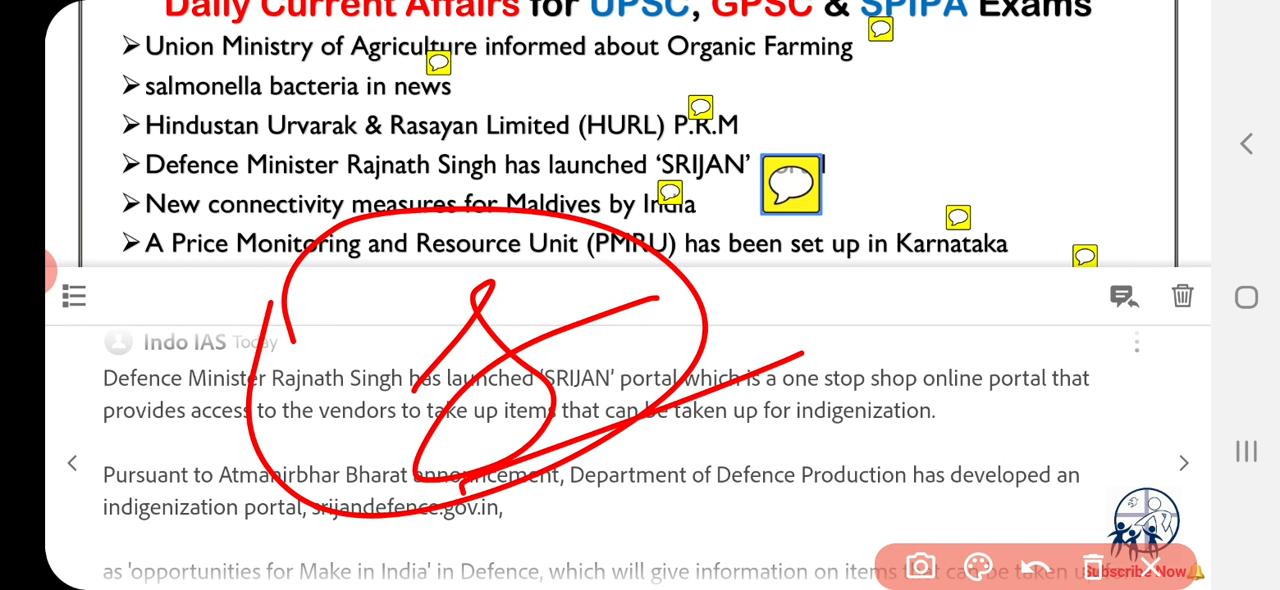 Daily Current Affairs for UPSC, GPSC & SPIPA Exams
➢Union Ministry of Agriculture informed about Organic Farming
➢salmonella bacteria in news
➢Hindustan Urvarak & Rasayan Limited (HURL) P.R.M
➢Defence Minister Rajnath Singh has launched ‘SRIJAN’
➢New connectivity measures for Maldives by India
➢A Price Monitoring and Resource Unit (PMRU) has been set up in Karnataka
Indo IAS Today
Defence Minister Rajnath Singh has launched ‘SRIJAN’ portal which is a one stop shop online portal that
provides access to the vendors to take up items that can be taken up for indigenization.
Pursuant to Atmanirbhar Bharat announcement, Department of Defence Production has developed an
indigenization portal, srijandefence.gov.in,
as 'opportunities for Make in India' in Defence, which will give information on items that can be taken
Subscribe Now